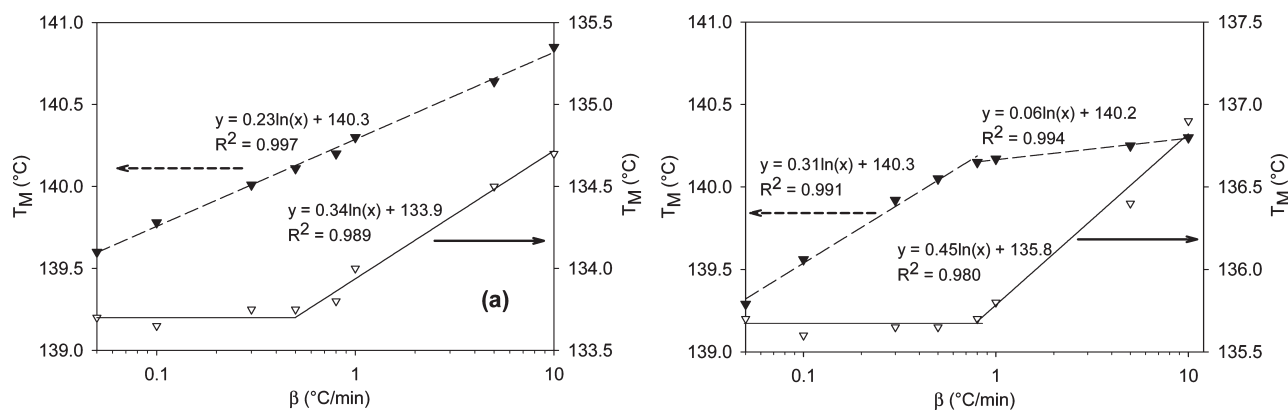 141.0
140.5
140.0
139.5
139.0
T_M (°C)
y = 0.23ln(x) + 140.3
R² = 0.997
y = 0.34ln(x) + 133.9
R² = 0.989
(a)
135.5
135.0
134.5
134.0
133.5
T_M (°C)
0.1
1
10
β (°C/min)
141.0
140.5
140.0
139.5
139.0
T_M (°C)
y = 0.06ln(x) + 140.2
R² = 0.994
y = 0.31ln(x) + 140.3
R² = 0.991
y = 0.45ln(x) + 135.8
R² = 0.980
137.5
137.0
136.5
136.0
135.5
T_M (°C)
0.1
1
10
β (°C/min)